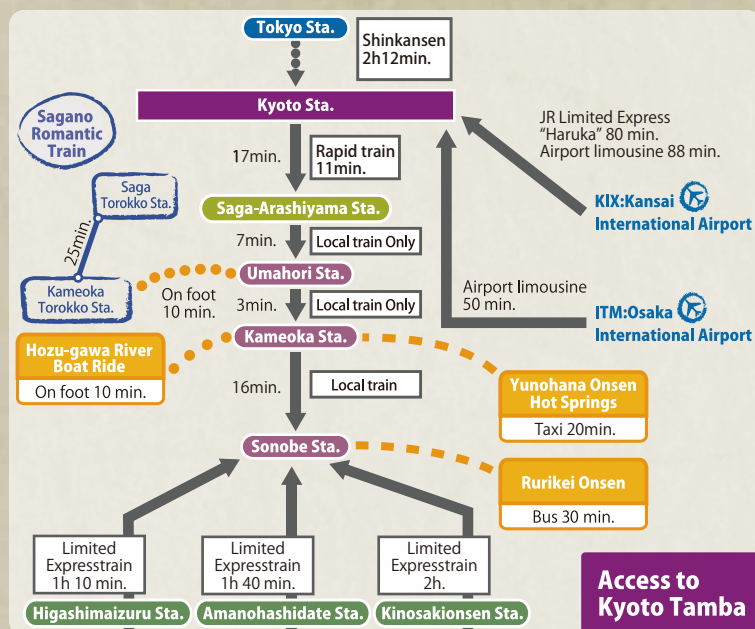 Tokyo Sta.
Shinkansen
2h12min.
Kyoto Sta.
Sagano
Romantic
Train
17min.
Rapid train
11min.
JR Limited Express
"Haruka" 80 min.
Airport limousine 88 min.
KIX:Kansai
International Airport
Saga
Torokko Sta.
25min.
Kameoka
Torokko Sta.
Saga-Arashiyama Sta.
7min.
Local train Only
Umahori Sta.
On foot
10 min.
3min.
Local train Only
Airport limousine
50 min.
ITM:Osaka
International Airport
Kameoka Sta.
Hozu-gawa River
Boat Ride
On foot 10 min.
16min.
Local train
Yunohana Onsen
Hot Springs
Taxi 20min.
Sonobe Sta.
Rurikei Onsen
Bus 30 min.
Limited
Expresstrain
1h 10 min.
Limited
Expresstrain
1h 40 min.
Limited
Expresstrain
2h.
Higashimaizuru Sta.
Amanohashidate Sta.
Kinosakionsen Sta.
Access to
Kyoto Tamba